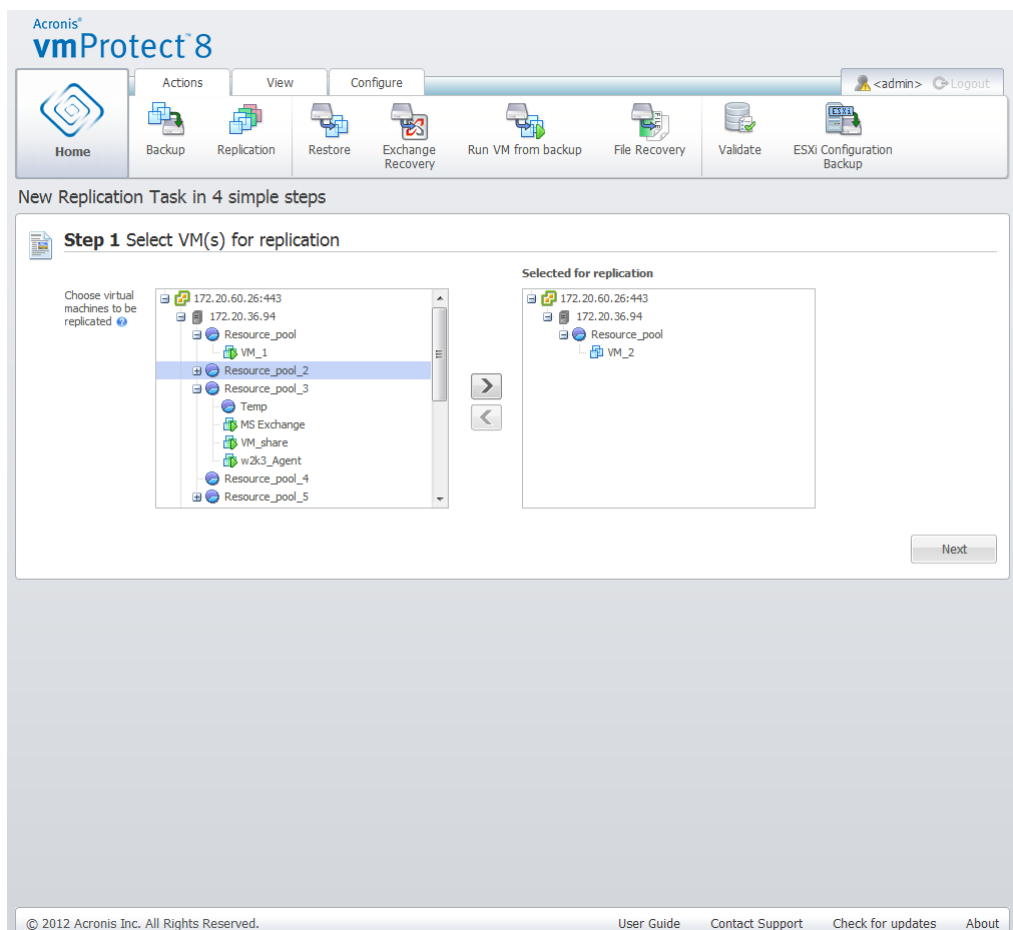 Acronis®
vmProtect™8
Actions View Configure
<admin> Logout
Home
Backup
Replication
Restore
Exchange Recovery
Run VM from backup
File Recovery
Validate
ESXi
ESXi Configuration Backup
New Replication Task in 4 simple steps
Step 1 Select VM(s) for replication
Choose virtual
machines to be
replicated ?
172.20.60.26:443
172.20.36.94
Resource_pool
VM_1
Resource_pool_2
Resource_pool_3
Temp
MS Exchange
VM_share
w2k3_Agent
Resource_pool_4
Resource_pool_5
Selected for replication
172.20.60.26:443
172.20.36.94
Resource_pool
VM_2
Next
© 2012 Acronis Inc. All Rights Reserved.
User Guide Contact Support Check for updates About